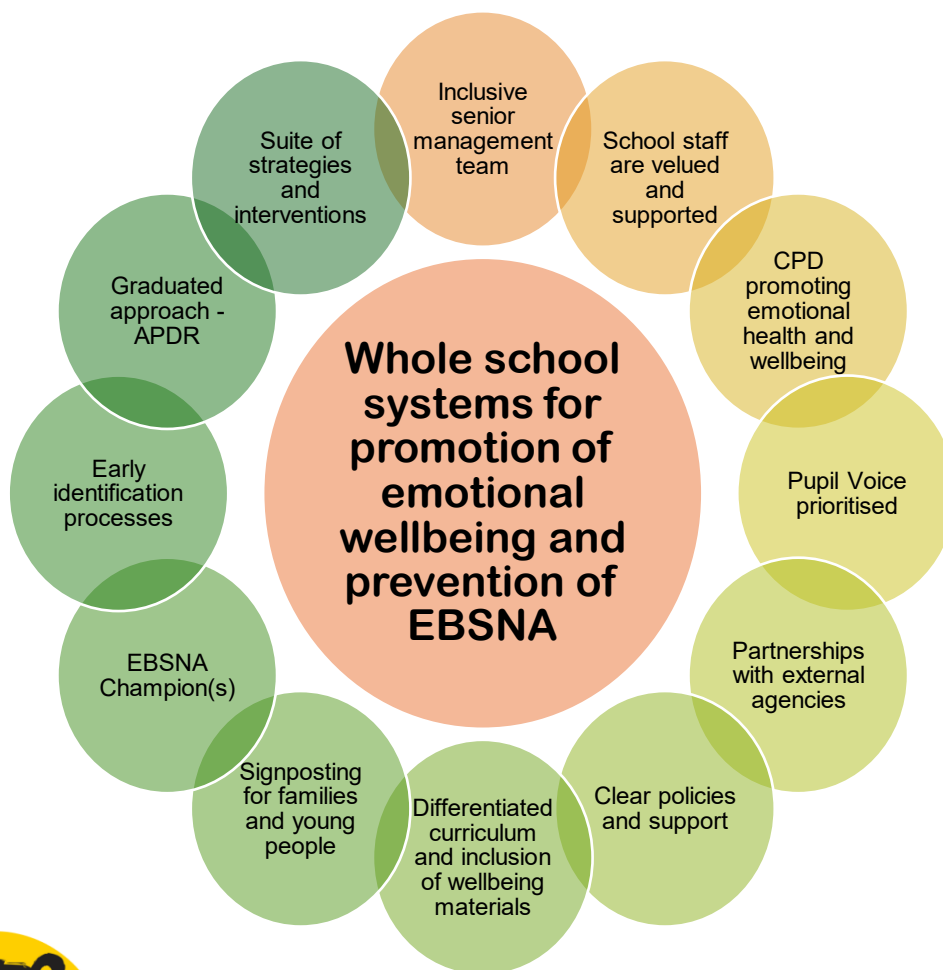 Inclusive
senior
management
team
School staff
are velued
and
supported
CPD
promoting
emotional
health and
wellbeing
Pupil Voice
prioritised
Partnerships
with external
agencies
Clear policies
and support
Differentiated
curriculum
and inclusion
of wellbeing
materials
Signposting
for families
and young
people
EBSNA
Champion(s)
Early
identification
processes
Graduated
approach -
APDR
Suite of
strategies
and
interventions
Whole school
systems for
promotion of
emotional
wellbeing and
prevention of
EBSNA